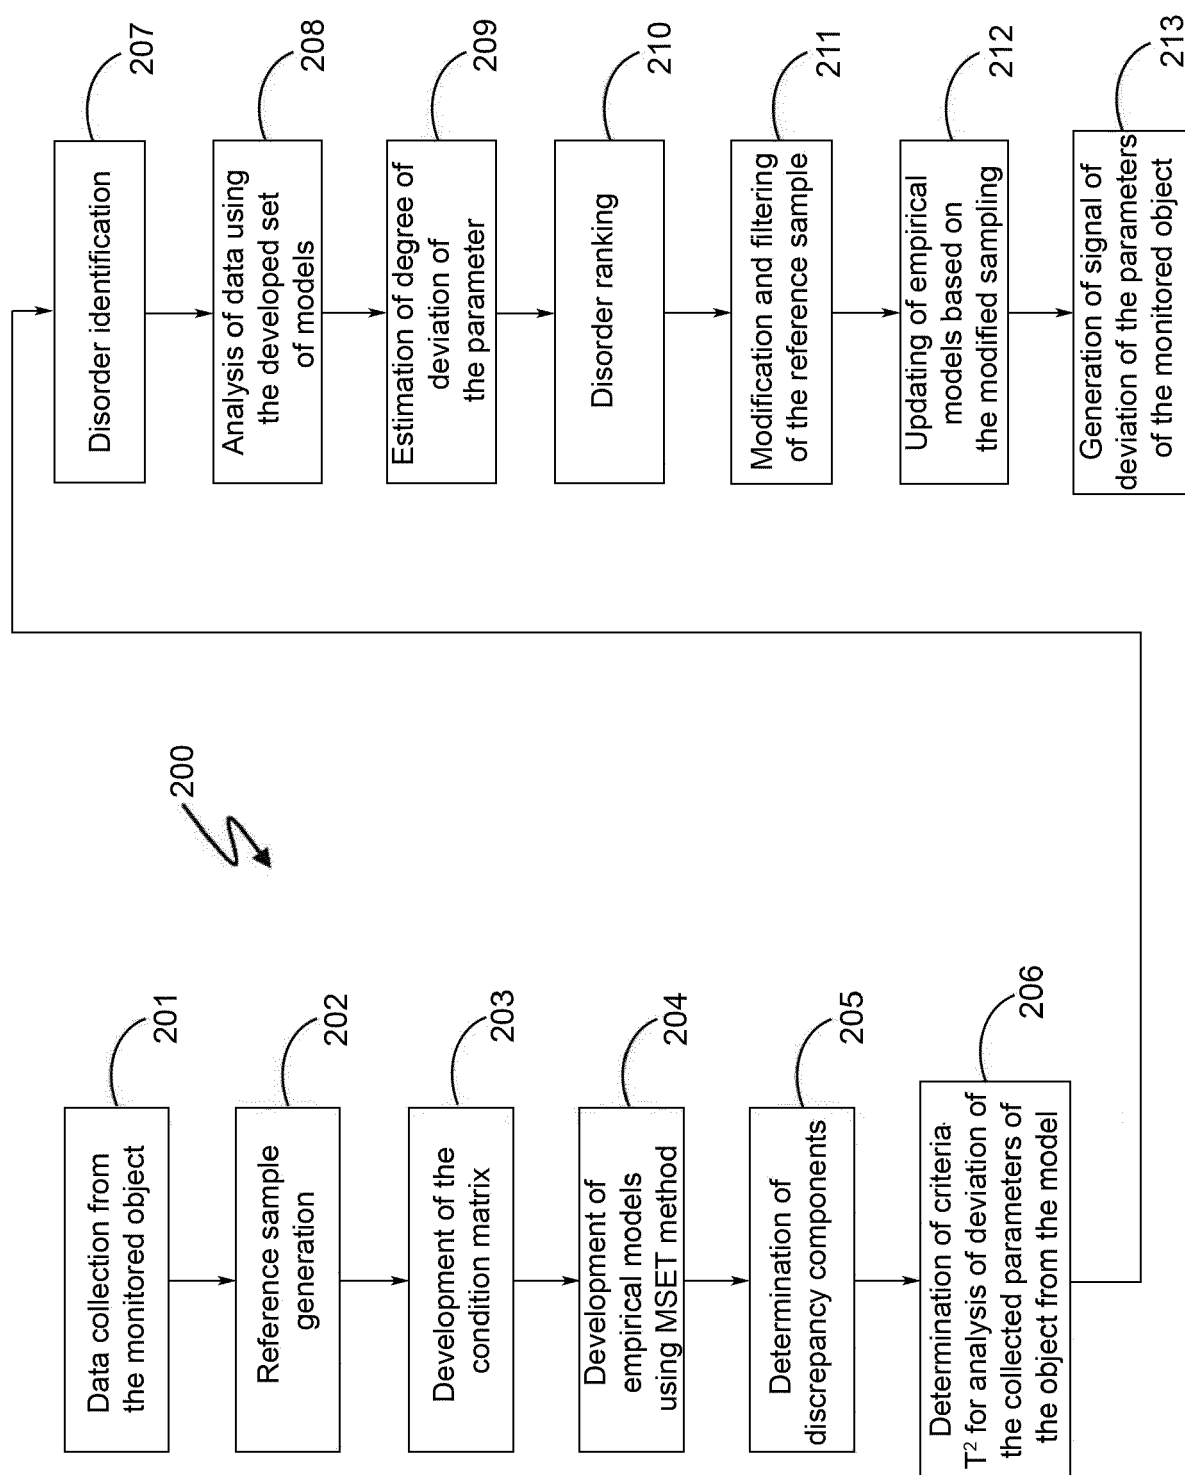 200
Data collection from
the monitored object
201
Reference sample
generation
202
Development of the
condition matrix
203
Development of
empirical models
using MSET method
204
Determination of
discrepancy components
205
Determination of criteria
T² for analysis of deviation of
the collected parameters of
the object from the model
206
Disorder identification
207
Analysis of data using
the developed set
of models
208
Estimation of degree of
deviation of
the parameter
209
Disorder ranking
210
Modification and filtering
of the reference sample
211
Updating of empirical
models based on
the modified sampling
212
Generation of signal of
deviation of the parameters
of the monitored object
213